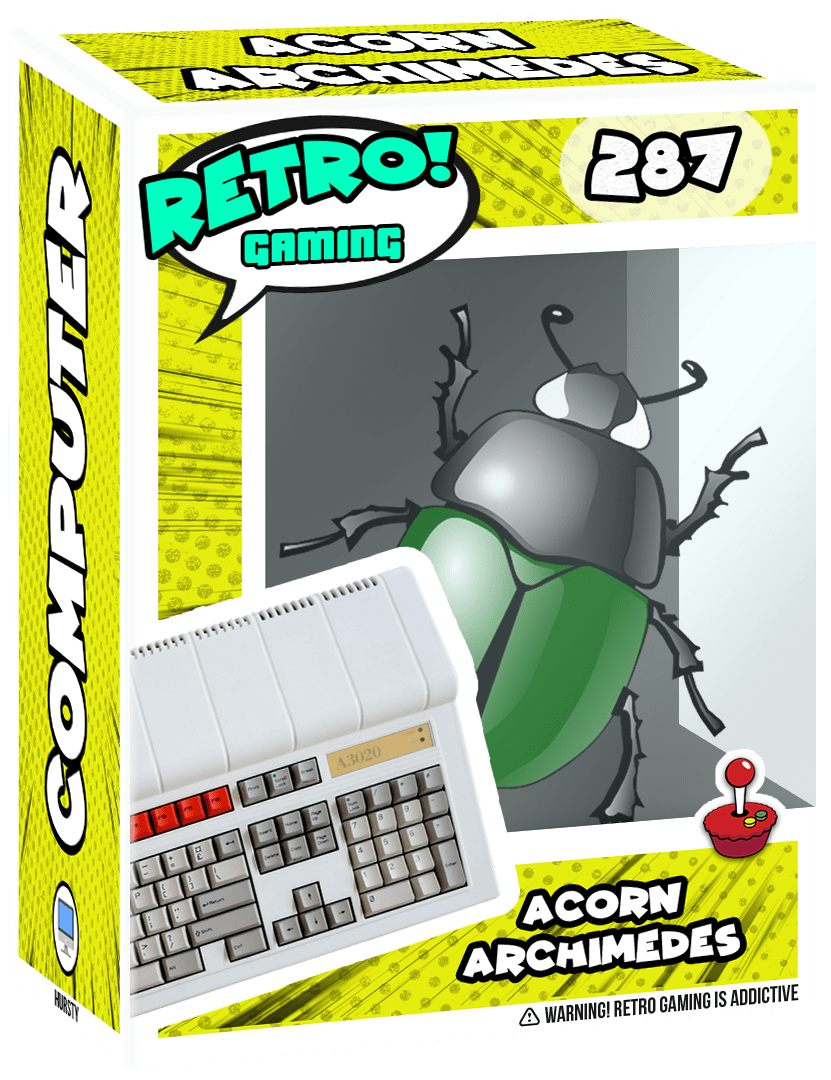 ACORN
ARCHIMEDES
RETRO!
GAMING
287
COMPUTER
A3020
ACORN
ARCHIMEDES
WARNING! RETRO GAMING IS ADDICTIVE
HURSTY